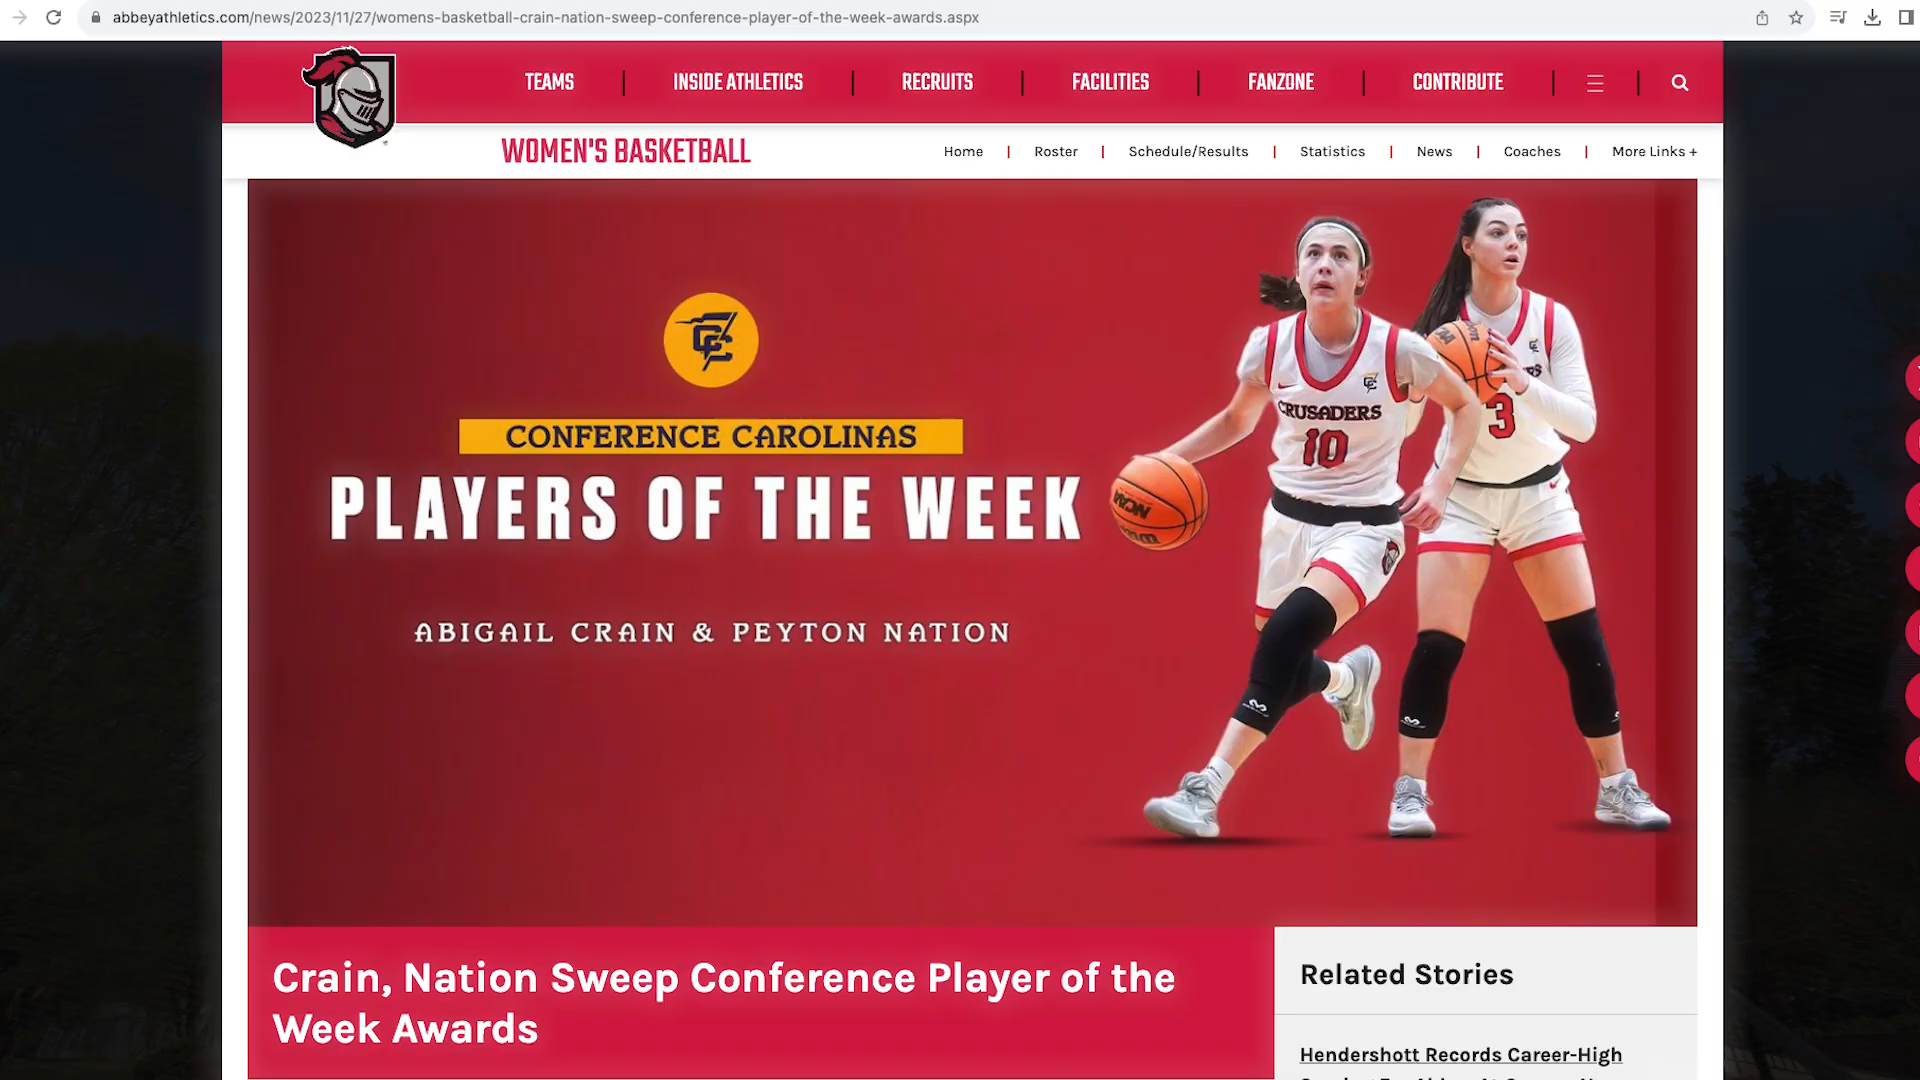 abbeyathletics.com/news/2023/11/27/womens-basketball-crain-nation-sweep-conference-player-of-the-week-awards.aspx
TEAMS
INSIDE ATHLETICS
RECRUITS
FACILITIES
FANZONE
CONTRIBUTE
WOMEN'S BASKETBALL
Home
Roster
Schedule/Results
Statistics
News
Coaches
More Links +
CONFERENCE CAROLINAS
PLAYERS OF THE WEEK
ABIGAIL CRAIN & PEYTON NATION
CRUSADERS
10
3
Crain, Nation Sweep Conference Player of the
Week Awards
Related Stories
Hendershott Records Career-High